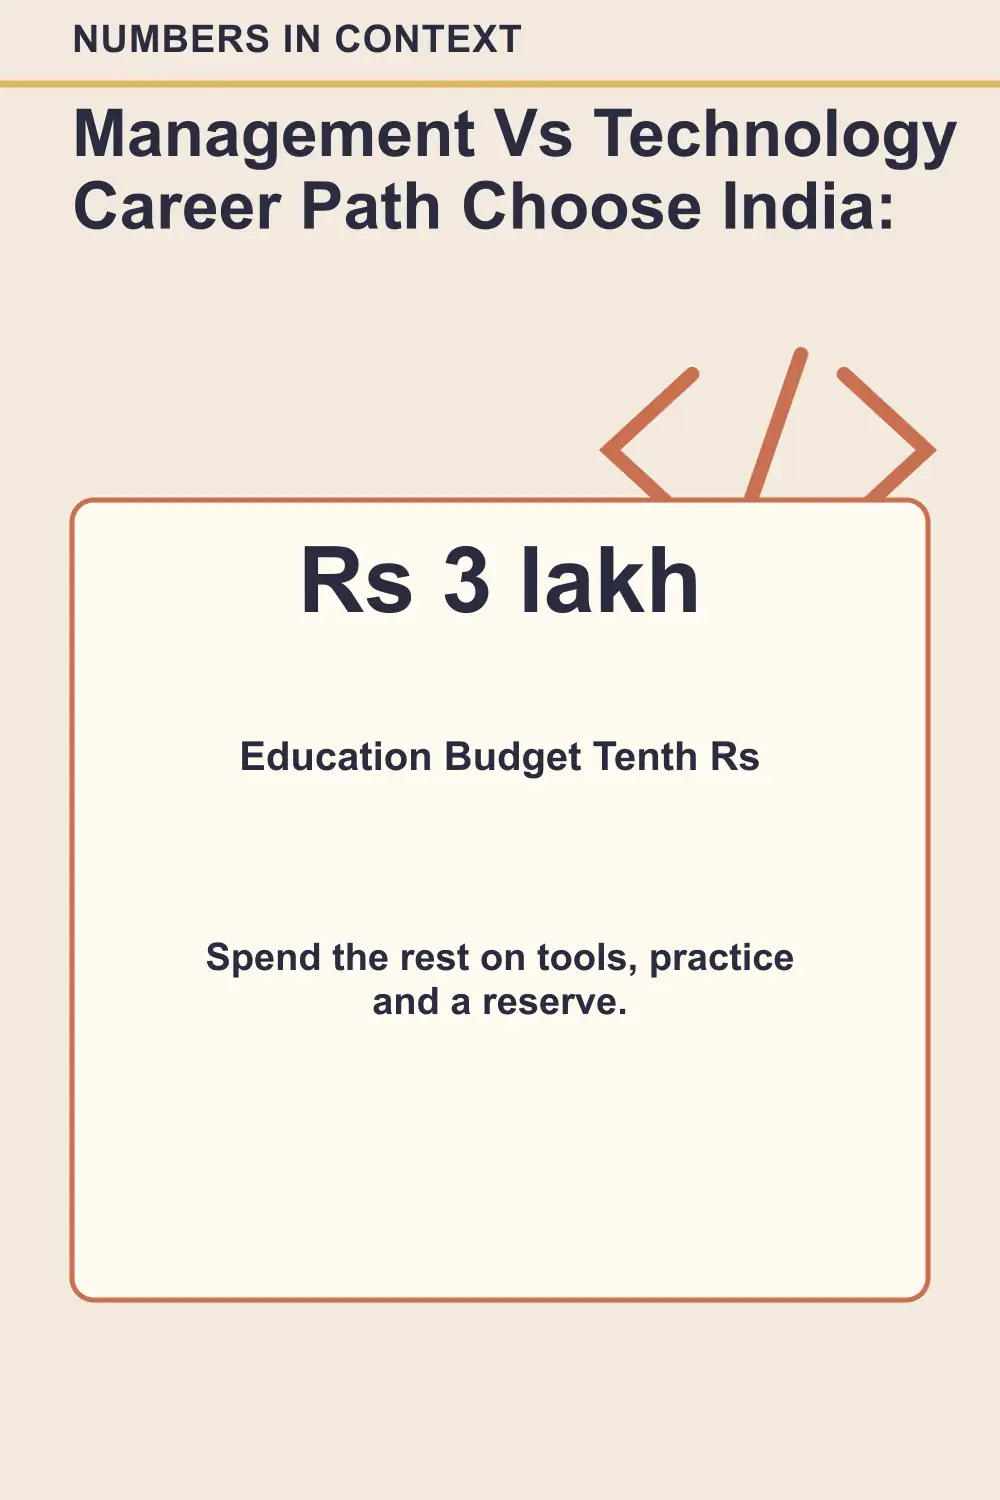 NUMBERS IN CONTEXT
Management Vs Technology
Career Path Choose India:
Rs 3 lakh
Education Budget Tenth Rs
Spend the rest on tools, practice
and a reserve.